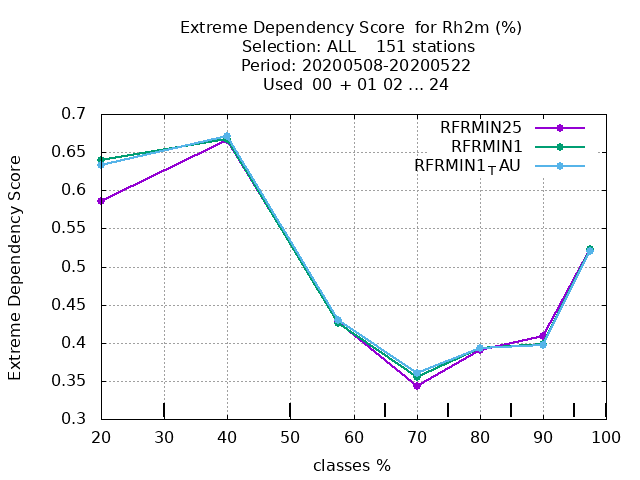 Extreme Dependency Score for Rh2m (%)
Selection: ALL 151 stations
Period: 20200508-20200522
Used 00 + 01 02 ... 24
RFRMIN25
RFRMIN1
RFRMIN1TAU
Extreme Dependency Score
0.7
0.65
0.6
0.55
0.5
0.45
0.4
0.35
0.3
20 30 40 50 60 70 80 90 100
classes %